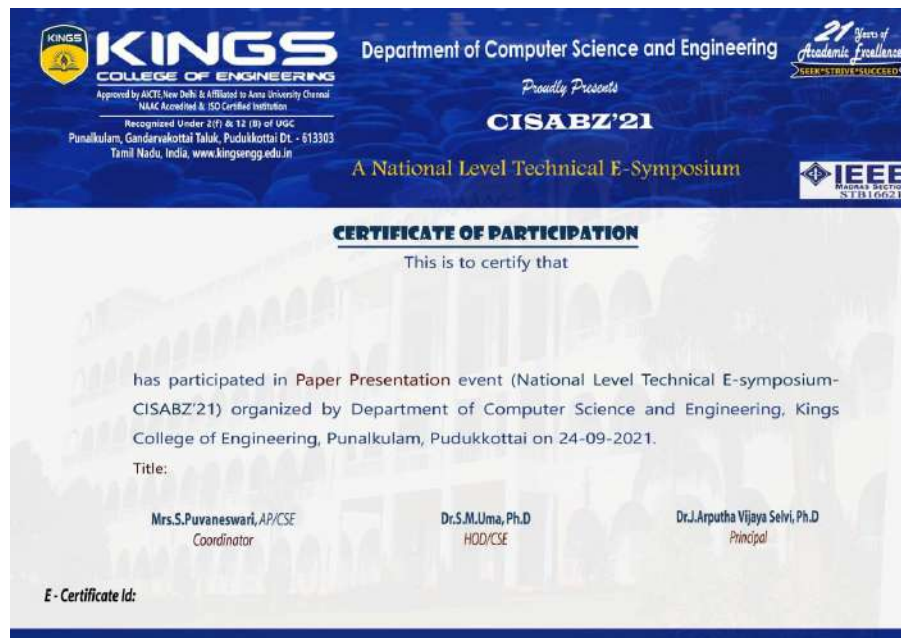 KINGS
KINGS
COLLEGE OF ENGINEERING
Approved by AICTE,New Delhi & Affiliated to Anna University Chennai
NAAC Accredited & ISO Certified Institution
Recognized Under 2(f) & 12 (B) of UGC
Punalkulam, Gandarvakottai Taluk, Pudukkottai Dt. - 613303
Tamil Nadu, India, www.kingsengg.edu.in
Department of Computer Science and Engineering
Proudly Presents
CISABZ'21
A National Level Technical E-Symposium
21 Years of
Academic Excellence
SEEK*STRIVE*SUCCEED
IEEE
MADRAS SECTION
STB16621
CERTIFICATE OF PARTICIPATION
This is to certify that
has participated in Paper Presentation event (National Level Technical E-symposium-
CISABZ'21) organized by Department of Computer Science and Engineering, Kings
College of Engineering, Punalkulam, Pudukkottai on 24-09-2021.
Title:
Mrs.S.Puvaneswari, AP/CSE
Coordinator
Dr.S.M.Uma, Ph.D
HOD/CSE
Dr.J.Arputha Vijaya Selvi, Ph.D
Principal
E - Certificate Id: